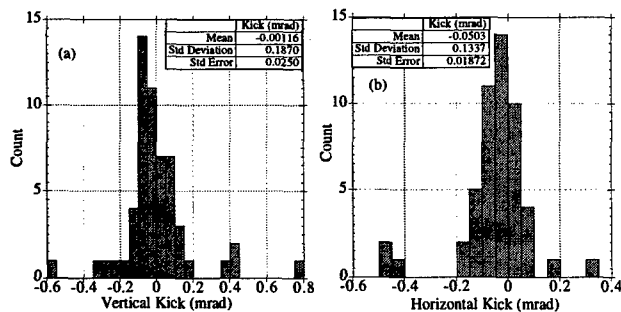 Kick (mrad)
Mean -0.00116
Std Deviation 0.1870
Std Error 0.0250
(a)
15
10
5
0
Count
-0.6 -0.4 -0.2 0 0.2 0.4 0.6 0.8
Vertical Kick (mrad)
Kick (mrad)
Mean -0.0503
Std Deviation 0.1337
Std Error 0.01872
(b)
15
10
5
0
Count
-0.6 -0.4 -0.2 0 0.2 0.4
Horizontal Kick (mrad)